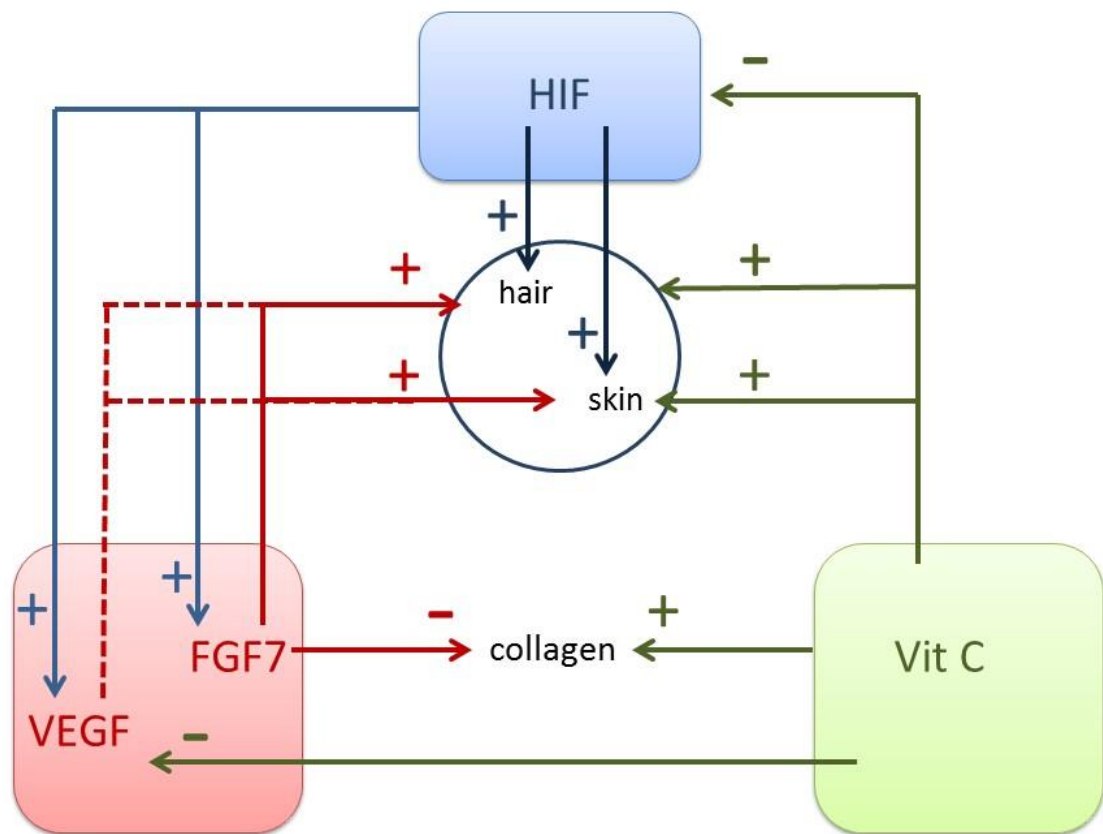 HIF
−
+
+
hair
+
+
skin
+
+
+
+
FGF7
−
collagen
+
Vit C
VEGF
−